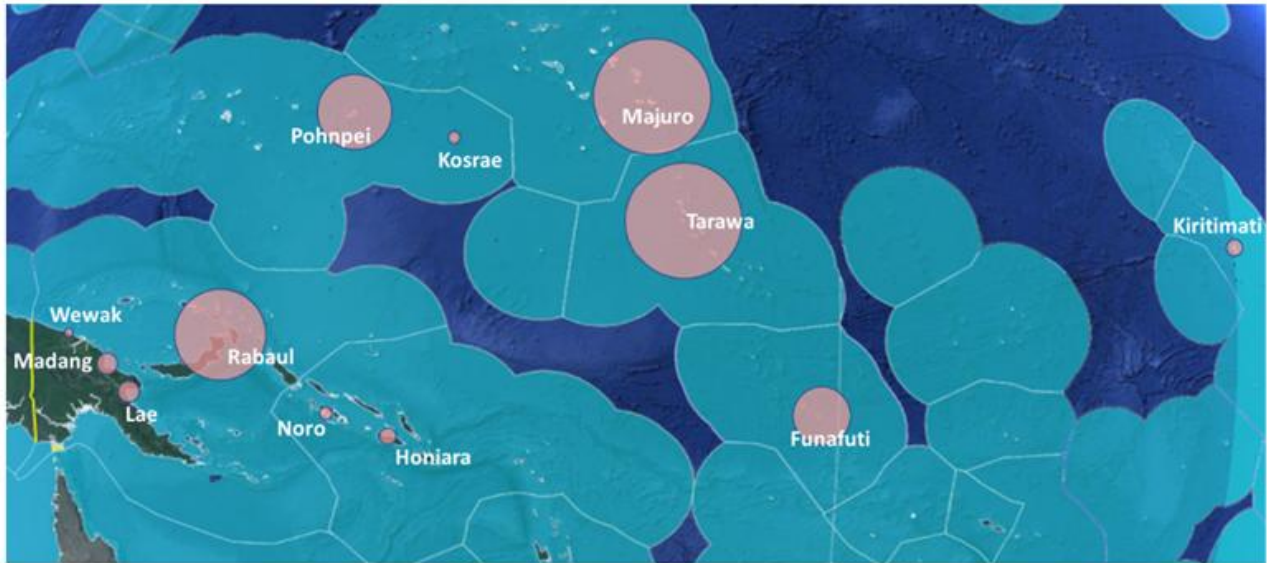 Majuro
Pohnpei
Kosrae
Tarawa
Kiritimati
Wewak
Madang
Rabaul
Lae
Noro
Honiara
Funafuti